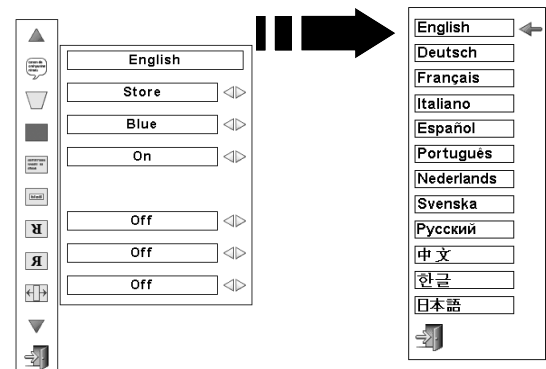 English
Store
Blue
On
Off
Off
Off
English
Deutsch
Français
Italiano
Español
Português
Nederlands
Svenska
Русский
中文
한글
日本語